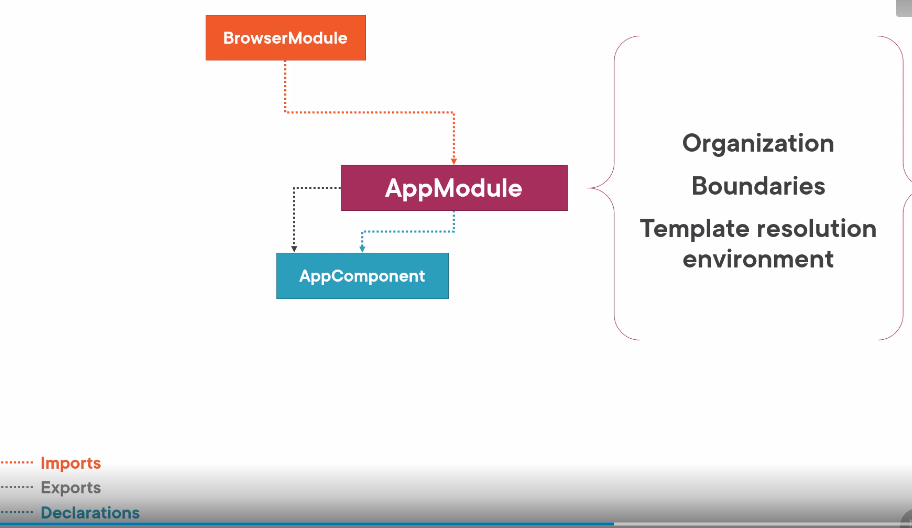 BrowserModule
AppModule
AppComponent
Organization
Boundaries
Template resolution
environment
Imports
Exports
Declarations